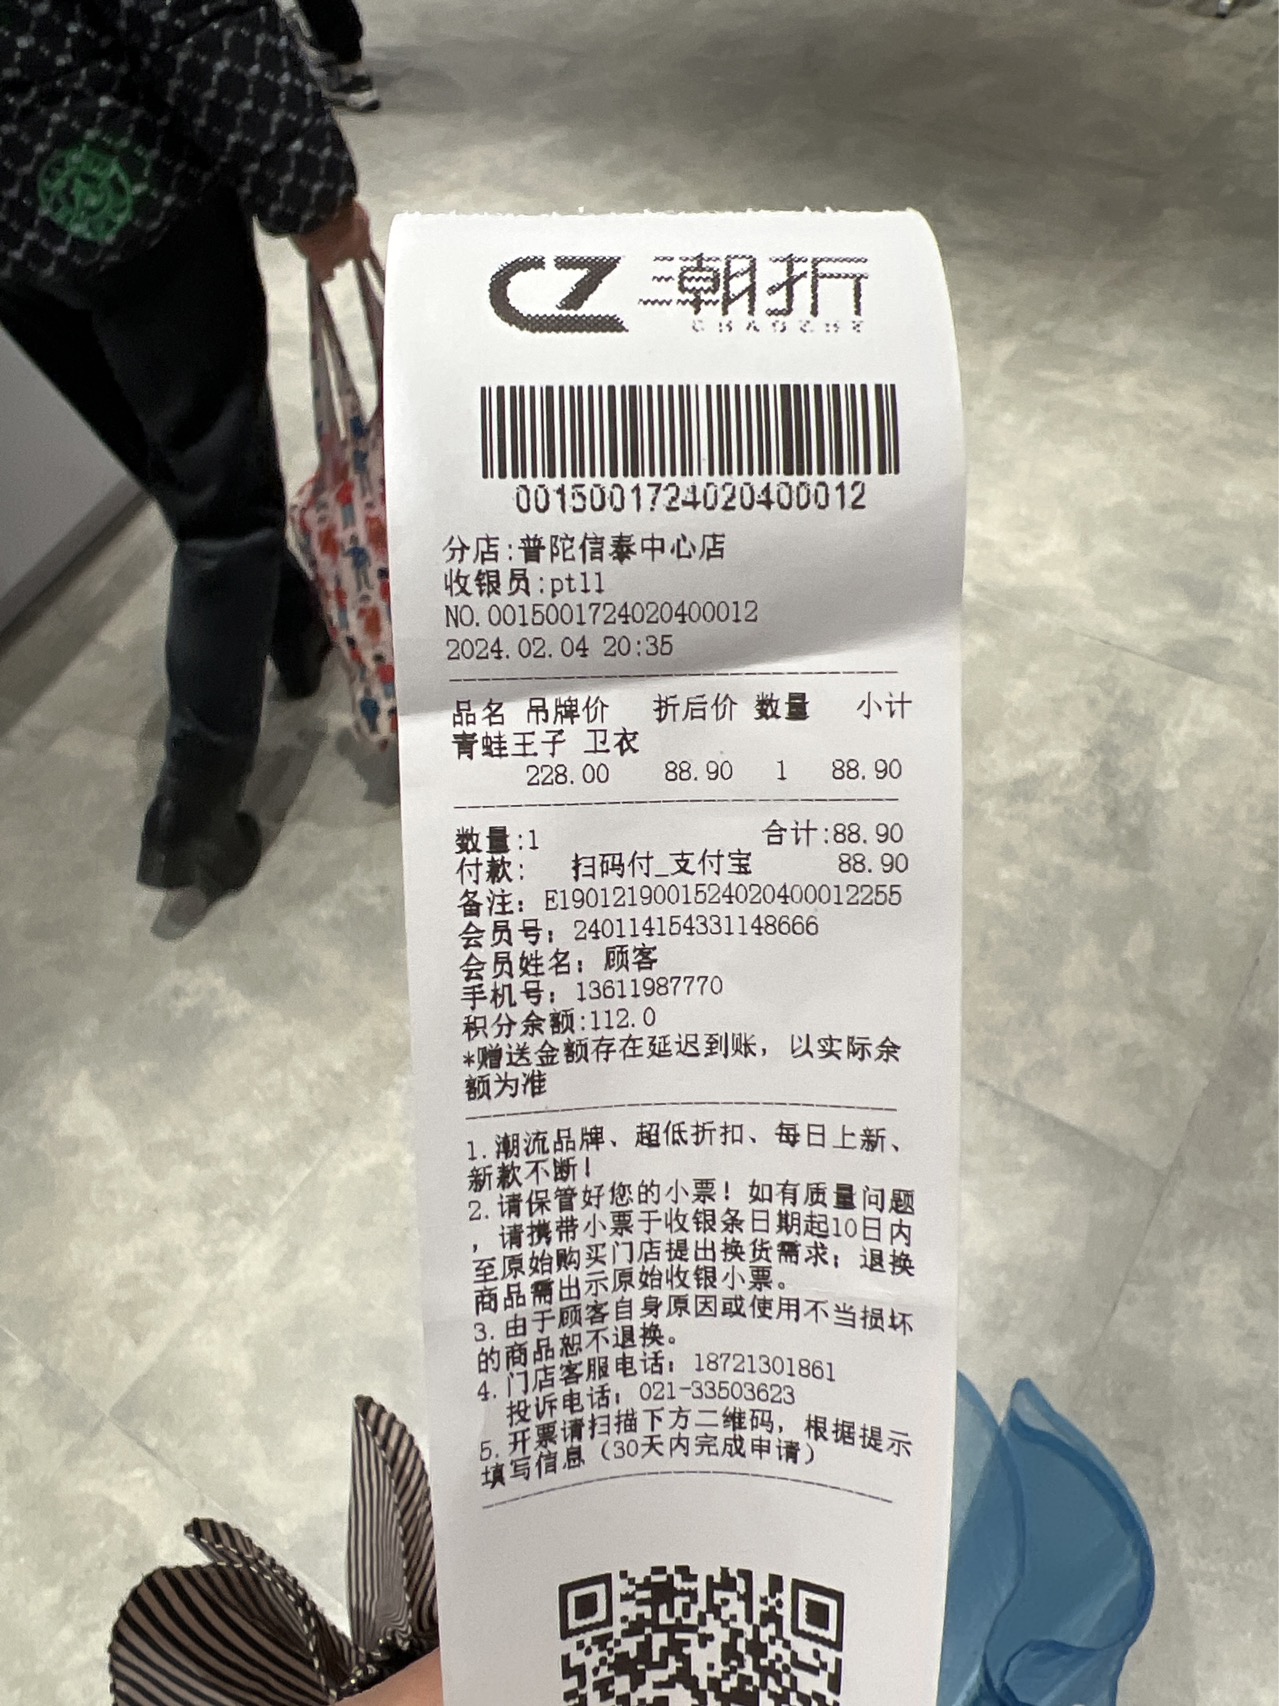 CZ 潮折
CHAOZHE
0015001724020400012
分店:普陀信泰中心店
收银员:pt11
NO.0015001724020400012
2024.02.04 20:35
品名 吊牌价 折后价 数量 小计
青蛙王子 卫衣
228.00 88.90 1 88.90
数量:1 合计:88.90
付款: 扫码付_支付宝 88.90
备注: E1901219001524020400012255
会员号: 240114154331148666
会员姓名: 顾客
手机号: 13611987770
积分余额:112.0
*赠送金额存在延迟到账, 以实际余
额为准
1.潮流品牌、超低折扣、每日上新、
新款不断!
2.请保管好您的小票! 如有质量问题
, 请携带小票于收银条日期起10日内
至原始购买门店提出换货需求; 退换
商品需出示原始收银小票。
3.由于顾客自身原因或使用不当损坏
的商品恕不退换。
4.门店客服电话: 18721301861
投诉电话: 021-33503623
5.开票请扫描下方二维码, 根据提示
填写信息 (30天内完成申请)